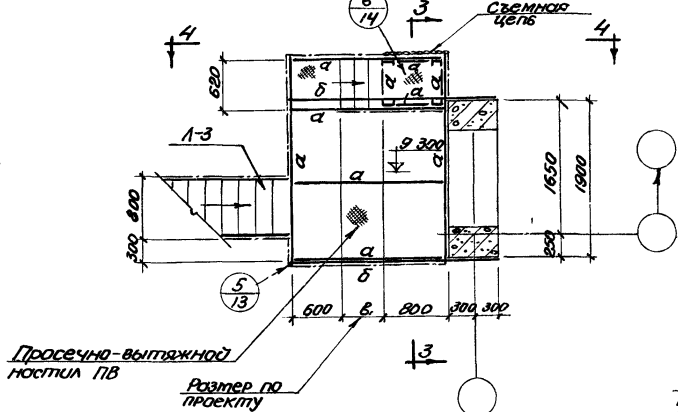 6
14
3
Съемная
цепь
4
4
620
а
а
а
а
а
б
а
Л-3
9 300
а
а
а
1650
1900
800
300
250
а
б
5
13
600
в.
800
300
300
Просечно-вытяжной
настил ПВ
3
Размер по
проекту